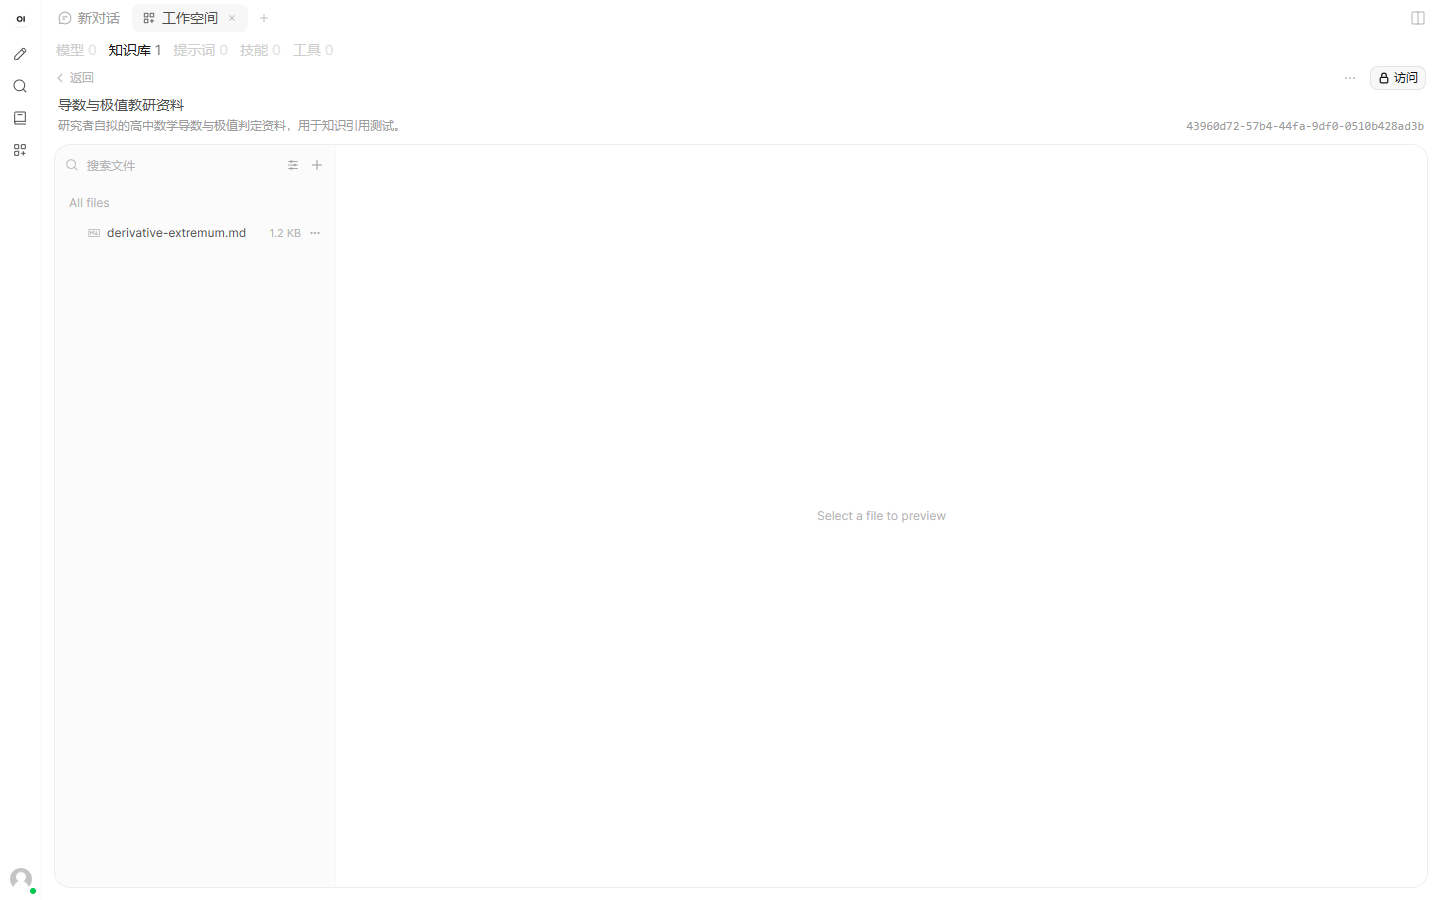 OI
新对话
工作空间
模型 0 知识库 1 提示词 0 技能 0 工具 0
返回
访问
导数与极值教研资料
研究者自拟的高中数学导数与极值判定资料，用于知识引用测试。
43960d72-57b4-44fa-9df0-0510b428ad3b
搜索文件
All files
derivative-extremum.md 1.2 KB
Select a file to preview